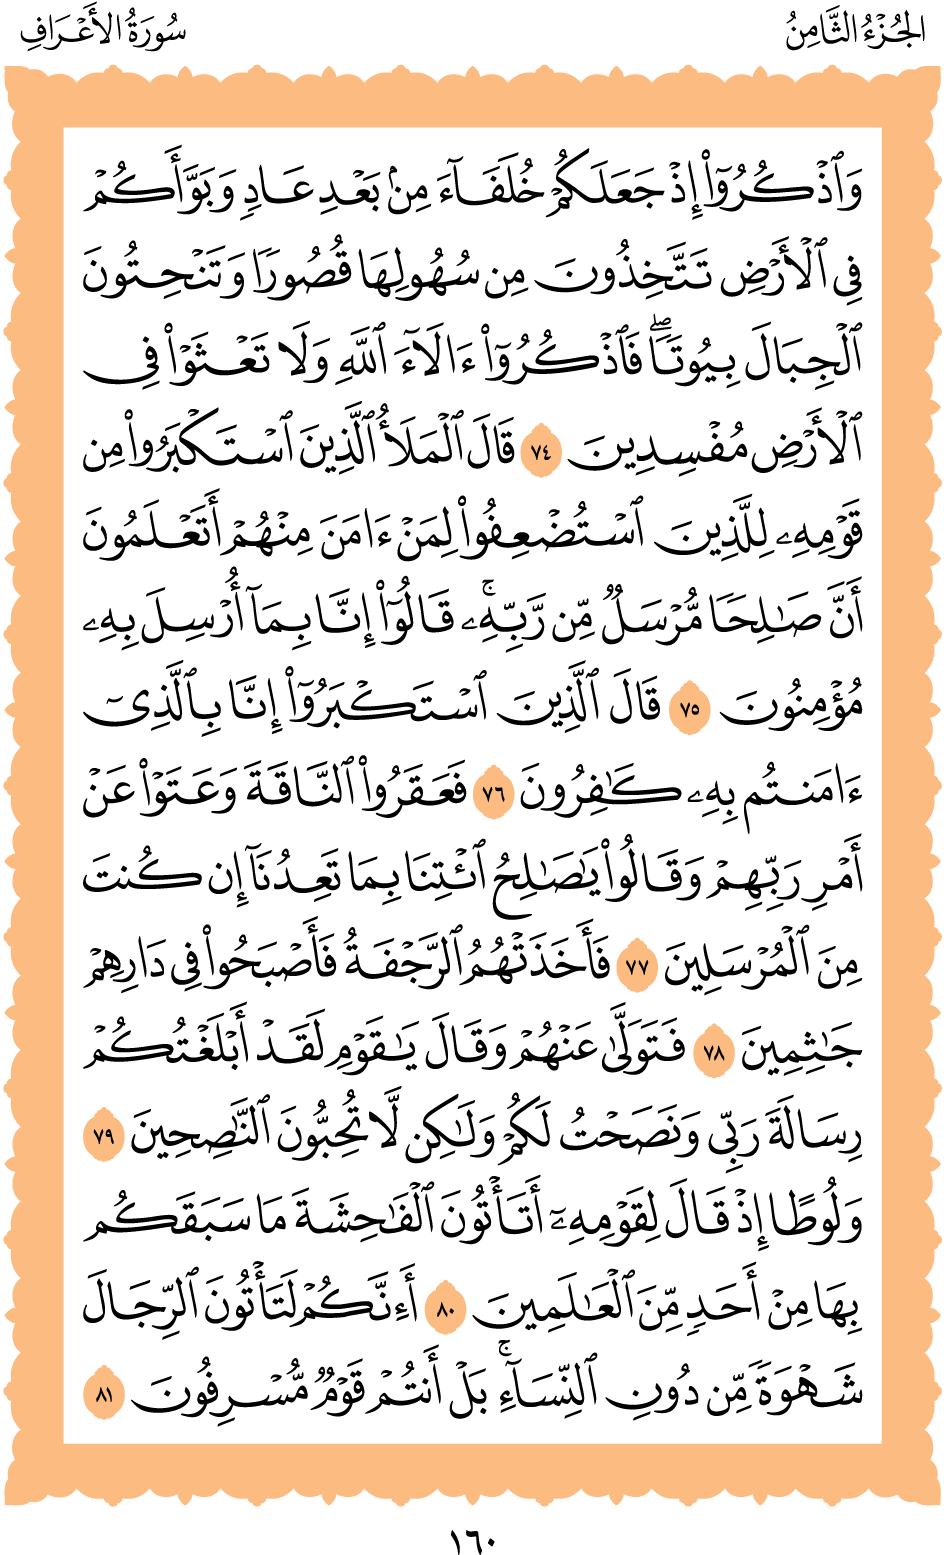 الجُزْءُ الثَّامِنُ
سُورَةُ الأَعْرَافِ
وَٱذْكُرُوٓا۟ إِذْ جَعَلَكُمْ خُلَفَآءَ مِنۢ بَعْدِ عَادٍۢ وَبَوَّأَكُمْ
فِى ٱلْأَرْضِ تَتَّخِذُونَ مِن سُهُولِهَا قُصُورًۭا وَتَنْحِتُونَ
ٱلْجِبَالَ بِيُوتًۭا ۖ فَٱذْكُرُوٓا۟ ءَالَآءَ ٱللَّهِ وَلَا تَعْثَوْا۟ فِى
ٱلْأَرْضِ مُفْسِدِينَ ٧٤ قَالَ ٱلْمَلَأُ ٱلَّذِينَ ٱسْتَكْبَرُوا۟ مِن
قَوْمِهِۦ لِلَّذِينَ ٱسْتُضْعِفُوا۟ لِمَنْ ءَامَنَ مِنْهُمْ أَتَعْلَمُونَ
أَنَّ صَـٰلِحًۭا مُّرْسَلٌۭ مِّن رَّبِّهِۦ ۚ قَالُوٓا۟ إِنَّا بِمَآ أُرْسِلَ بِهِۦ
مُؤْمِنُونَ ٧٥ قَالَ ٱلَّذِينَ ٱسْتَكْبَرُوٓا۟ إِنَّا بِٱلَّذِىٓ
ءَامَنتُم بِهِۦ كَـٰفِرُونَ ٧٦ فَعَقَرُوا۟ ٱلنَّاقَةَ وَعَتَوْا۟ عَنْ
أَمْرِ رَبِّهِمْ وَقَالُوا۟ يَـٰصَـٰلِحُ ٱئْتِنَا بِمَا تَعِدُنَآ إِن كُنتَ
مِنَ ٱلْمُرْسَلِينَ ٧٧ فَأَخَذَتْهُمُ ٱلرَّجْفَةُ فَأَصْبَحُوا۟ فِى دَارِهِمْ
جَـٰثِمِينَ ٧٨ فَتَوَلَّىٰ عَنْهُمْ وَقَالَ يَـٰقَوْمِ لَقَدْ أَبْلَغْتُكُمْ
رِسَالَةَ رَبِّى وَنَصَحْتُ لَكُمْ وَلَـٰكِن لَّا تُحِبُّونَ ٱلنَّـٰصِحِينَ ٧٩
وَلُوطًا إِذْ قَالَ لِقَوْمِهِۦٓ أَتَأْتُونَ ٱلْفَـٰحِشَةَ مَا سَبَقَكُم
بِهَا مِنْ أَحَدٍۢ مِّنَ ٱلْعَـٰلَمِينَ ٨٠ أَءِنَّكُمْ لَتَأْتُونَ ٱلرِّجَالَ
شَهْوَةًۭ مِّن دُونِ ٱلنِّسَآءِ ۚ بَلْ أَنتُمْ قَوْمٌۭ مُّسْرِفُونَ ٨١
١٦٠